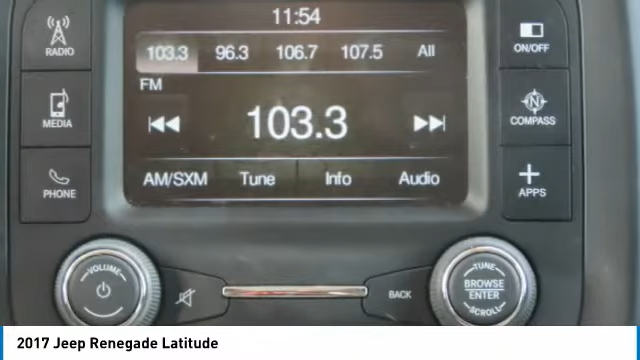 11:54
RADIO
103.3 96.3 106.7 107.5 All
ON/OFF
FM
MEDIA
103.3
N
COMPASS
PHONE
AM/SXM Tune Info Audio
APPS
VOLUME
TUNE
BROWSE
ENTER
SCROLL
BACK
2017 Jeep Renegade Latitude